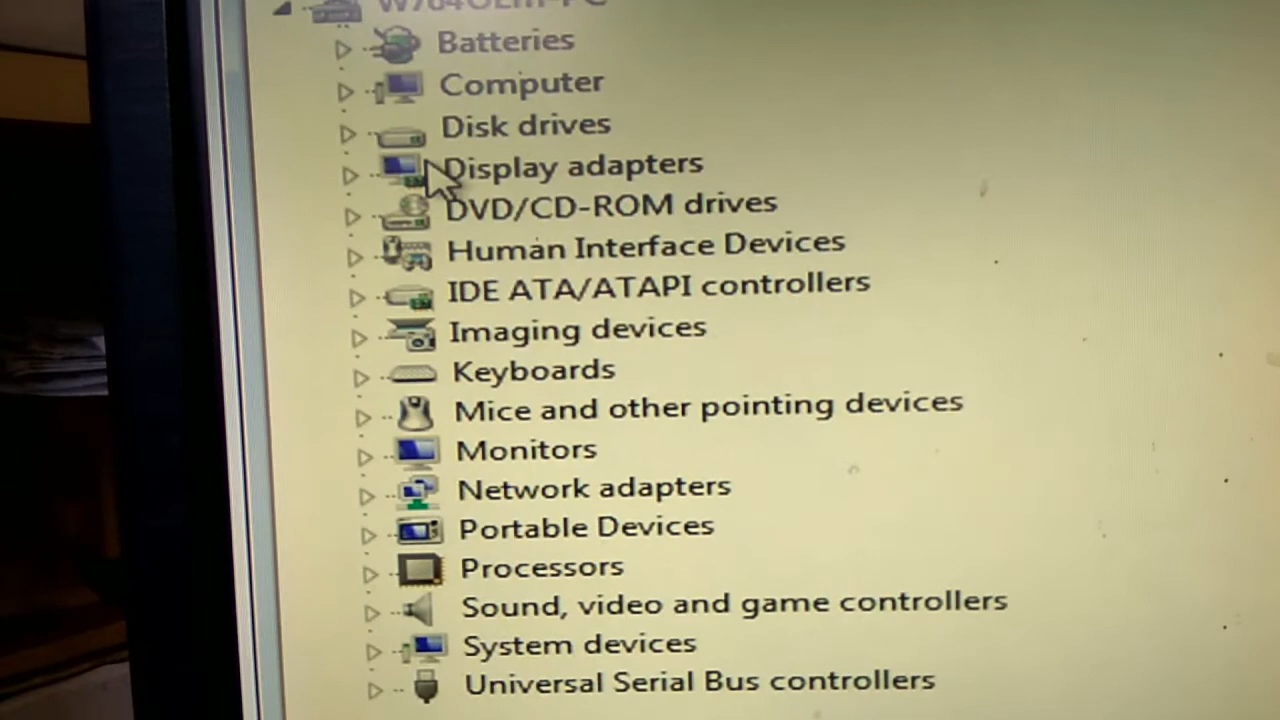 W764OEM-PC
Batteries
Computer
Disk drives
Display adapters
DVD/CD-ROM drives
Human Interface Devices
IDE ATA/ATAPI controllers
Imaging devices
Keyboards
Mice and other pointing devices
Monitors
Network adapters
Portable Devices
Processors
Sound, video and game controllers
System devices
Universal Serial Bus controllers